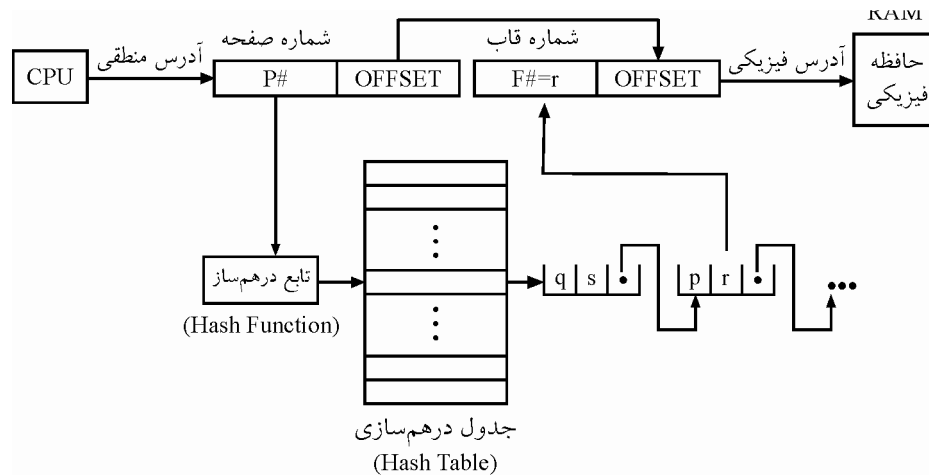 RAM
شماره صفحه
شماره قاب
CPU
آدرس منطقی
P#
OFFSET
F#=r
OFFSET
آدرس فیزیکی
حافظه
فیزیکی
تابع درهم‌ساز
(Hash Function)
q s
p r
جدول درهم‌سازی
(Hash Table)